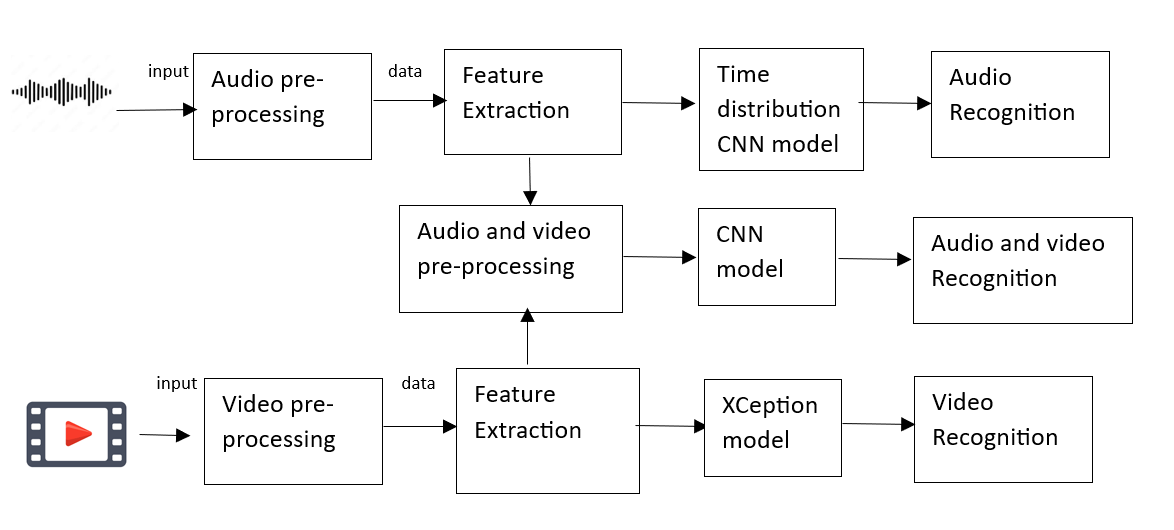 input
Audio pre-
processing
data
Feature
Extraction
Time
distribution
CNN model
Audio
Recognition
Audio and video
pre-processing
CNN
model
Audio and video
Recognition
input
Video pre-
processing
data
Feature
Extraction
XCeption
model
Video
Recognition